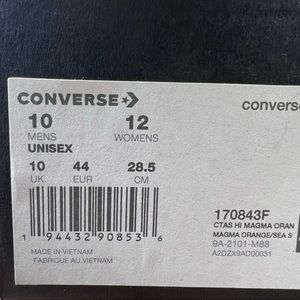 CONVERSE
converse
10 12
MENS WOMENS
UNISEX
10 44 28.5
UK EUR CM
1 94432 90853 6
MADE IN VIETNAM
FABRIQUE AU VIETNAM
170843F
CTAS HI MAGMA ORAN
MAGMA ORANGE/SEA S
9A-2101-M88
A2DZX9AD00031